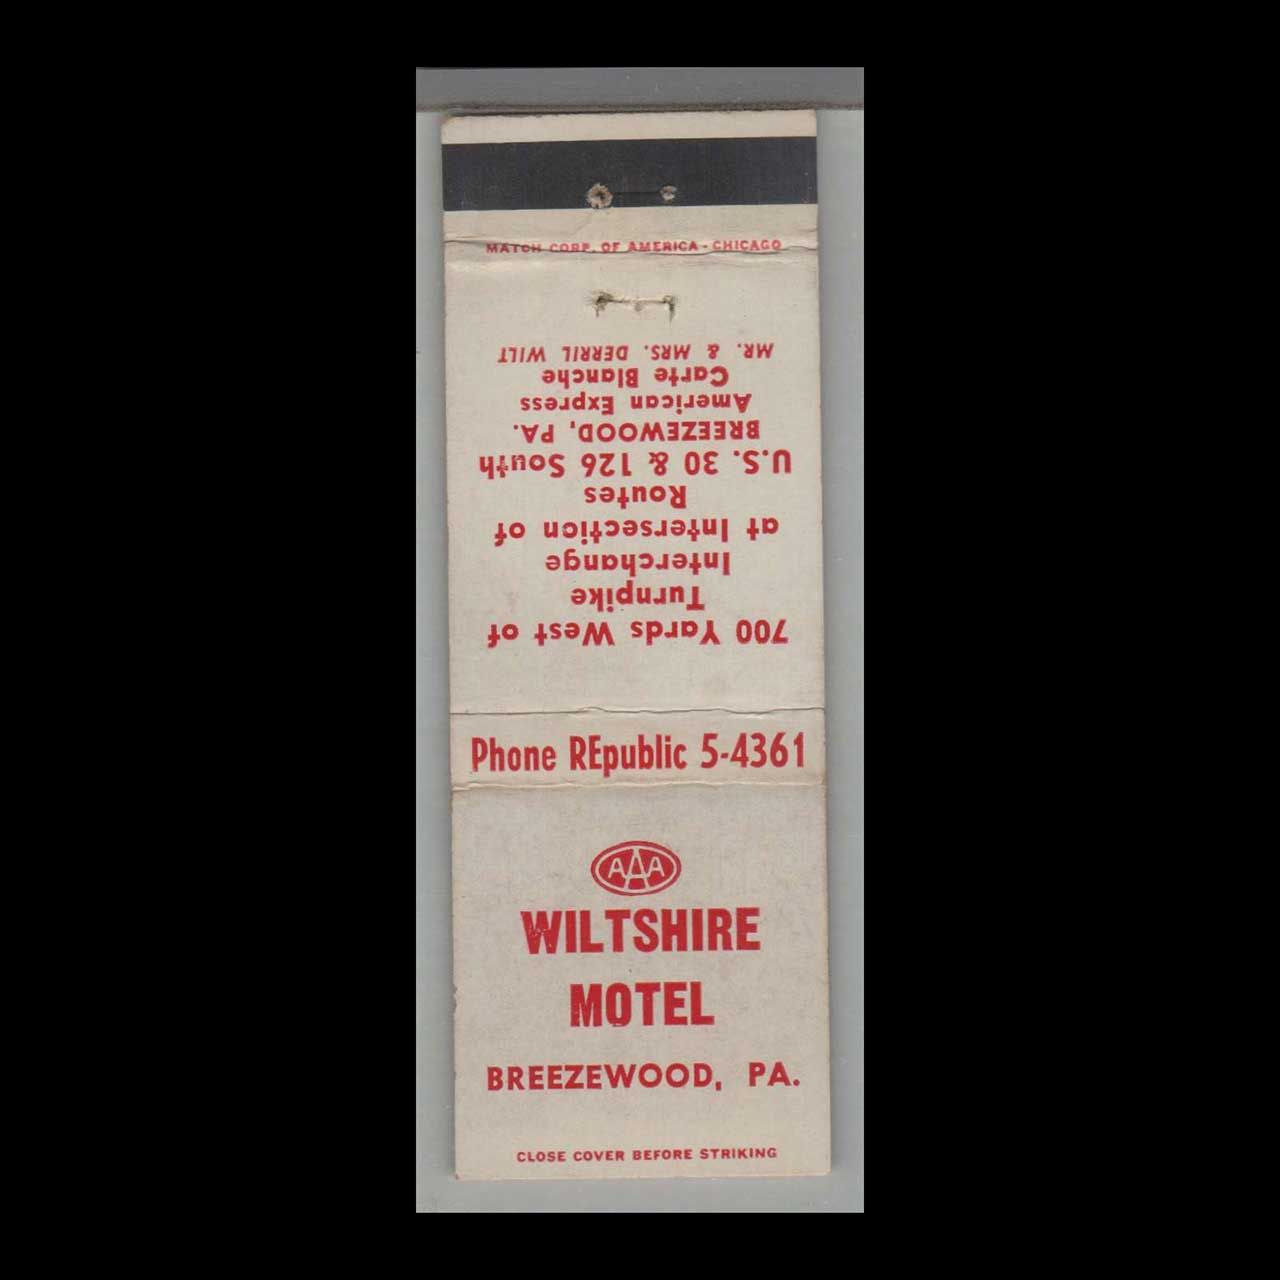 MATCH CORP. OF AMERICA - CHICAGO
700 Yards West of
Turnpike
Interchange
at Intersection of
Routes
U.S. 30 & 126 South
BREEZEWOOD, PA.
American Express
Carte Blanche
MR. & MRS. DERRIL WILT
Phone REpublic 5-4361
AAA
WILTSHIRE
MOTEL
BREEZEWOOD, PA.
CLOSE COVER BEFORE STRIKING